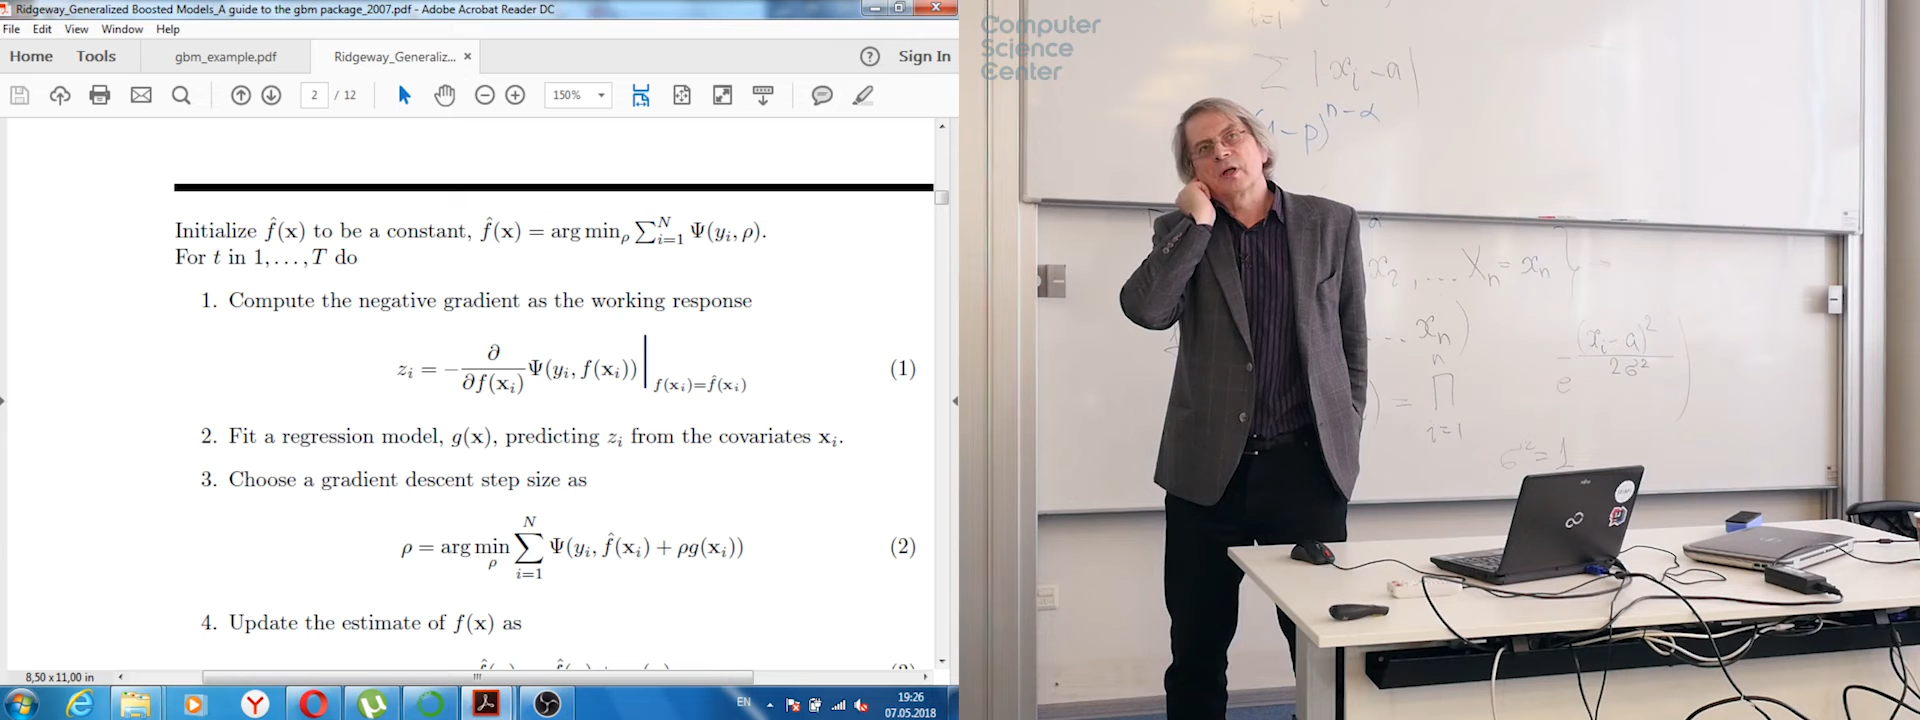 Ridgeway_Generalized Boosted Models_A guide to the gbm package_2007.pdf - Adobe Acrobat Reader DC
File Edit View Window Help
Home Tools gbm_example.pdf Ridgeway_Generaliz... × Sign In
2 / 12 150%
Initialize f̂(x) to be a constant, f̂(x) = arg min_ρ ∑_{i=1}^{N} Ψ(y_i, ρ).
For t in 1, . . . , T do
1. Compute the negative gradient as the working response
z_i = −∂/∂f(x_i) Ψ(y_i, f(x_i))|_{f(x_i)=f̂(x_i)} (1)
2. Fit a regression model, g(x), predicting z_i from the covariates x_i.
3. Choose a gradient descent step size as
ρ = arg min_ρ ∑_{i=1}^{N} Ψ(y_i, f̂(x_i) + ρg(x_i)) (2)
4. Update the estimate of f(x) as
8,50 x 11,00 in
EN 19:26
07.05.2018
Computer
Science
Center
i=1
∑ |x_i − a|
(1−p)^{n−α}
x_2, ... X_n = x_n } =
... x_n)
) = ∏_{i=1}^{n} e^{−(x_i−a)^2/2σ^2}
σ^2 = 1